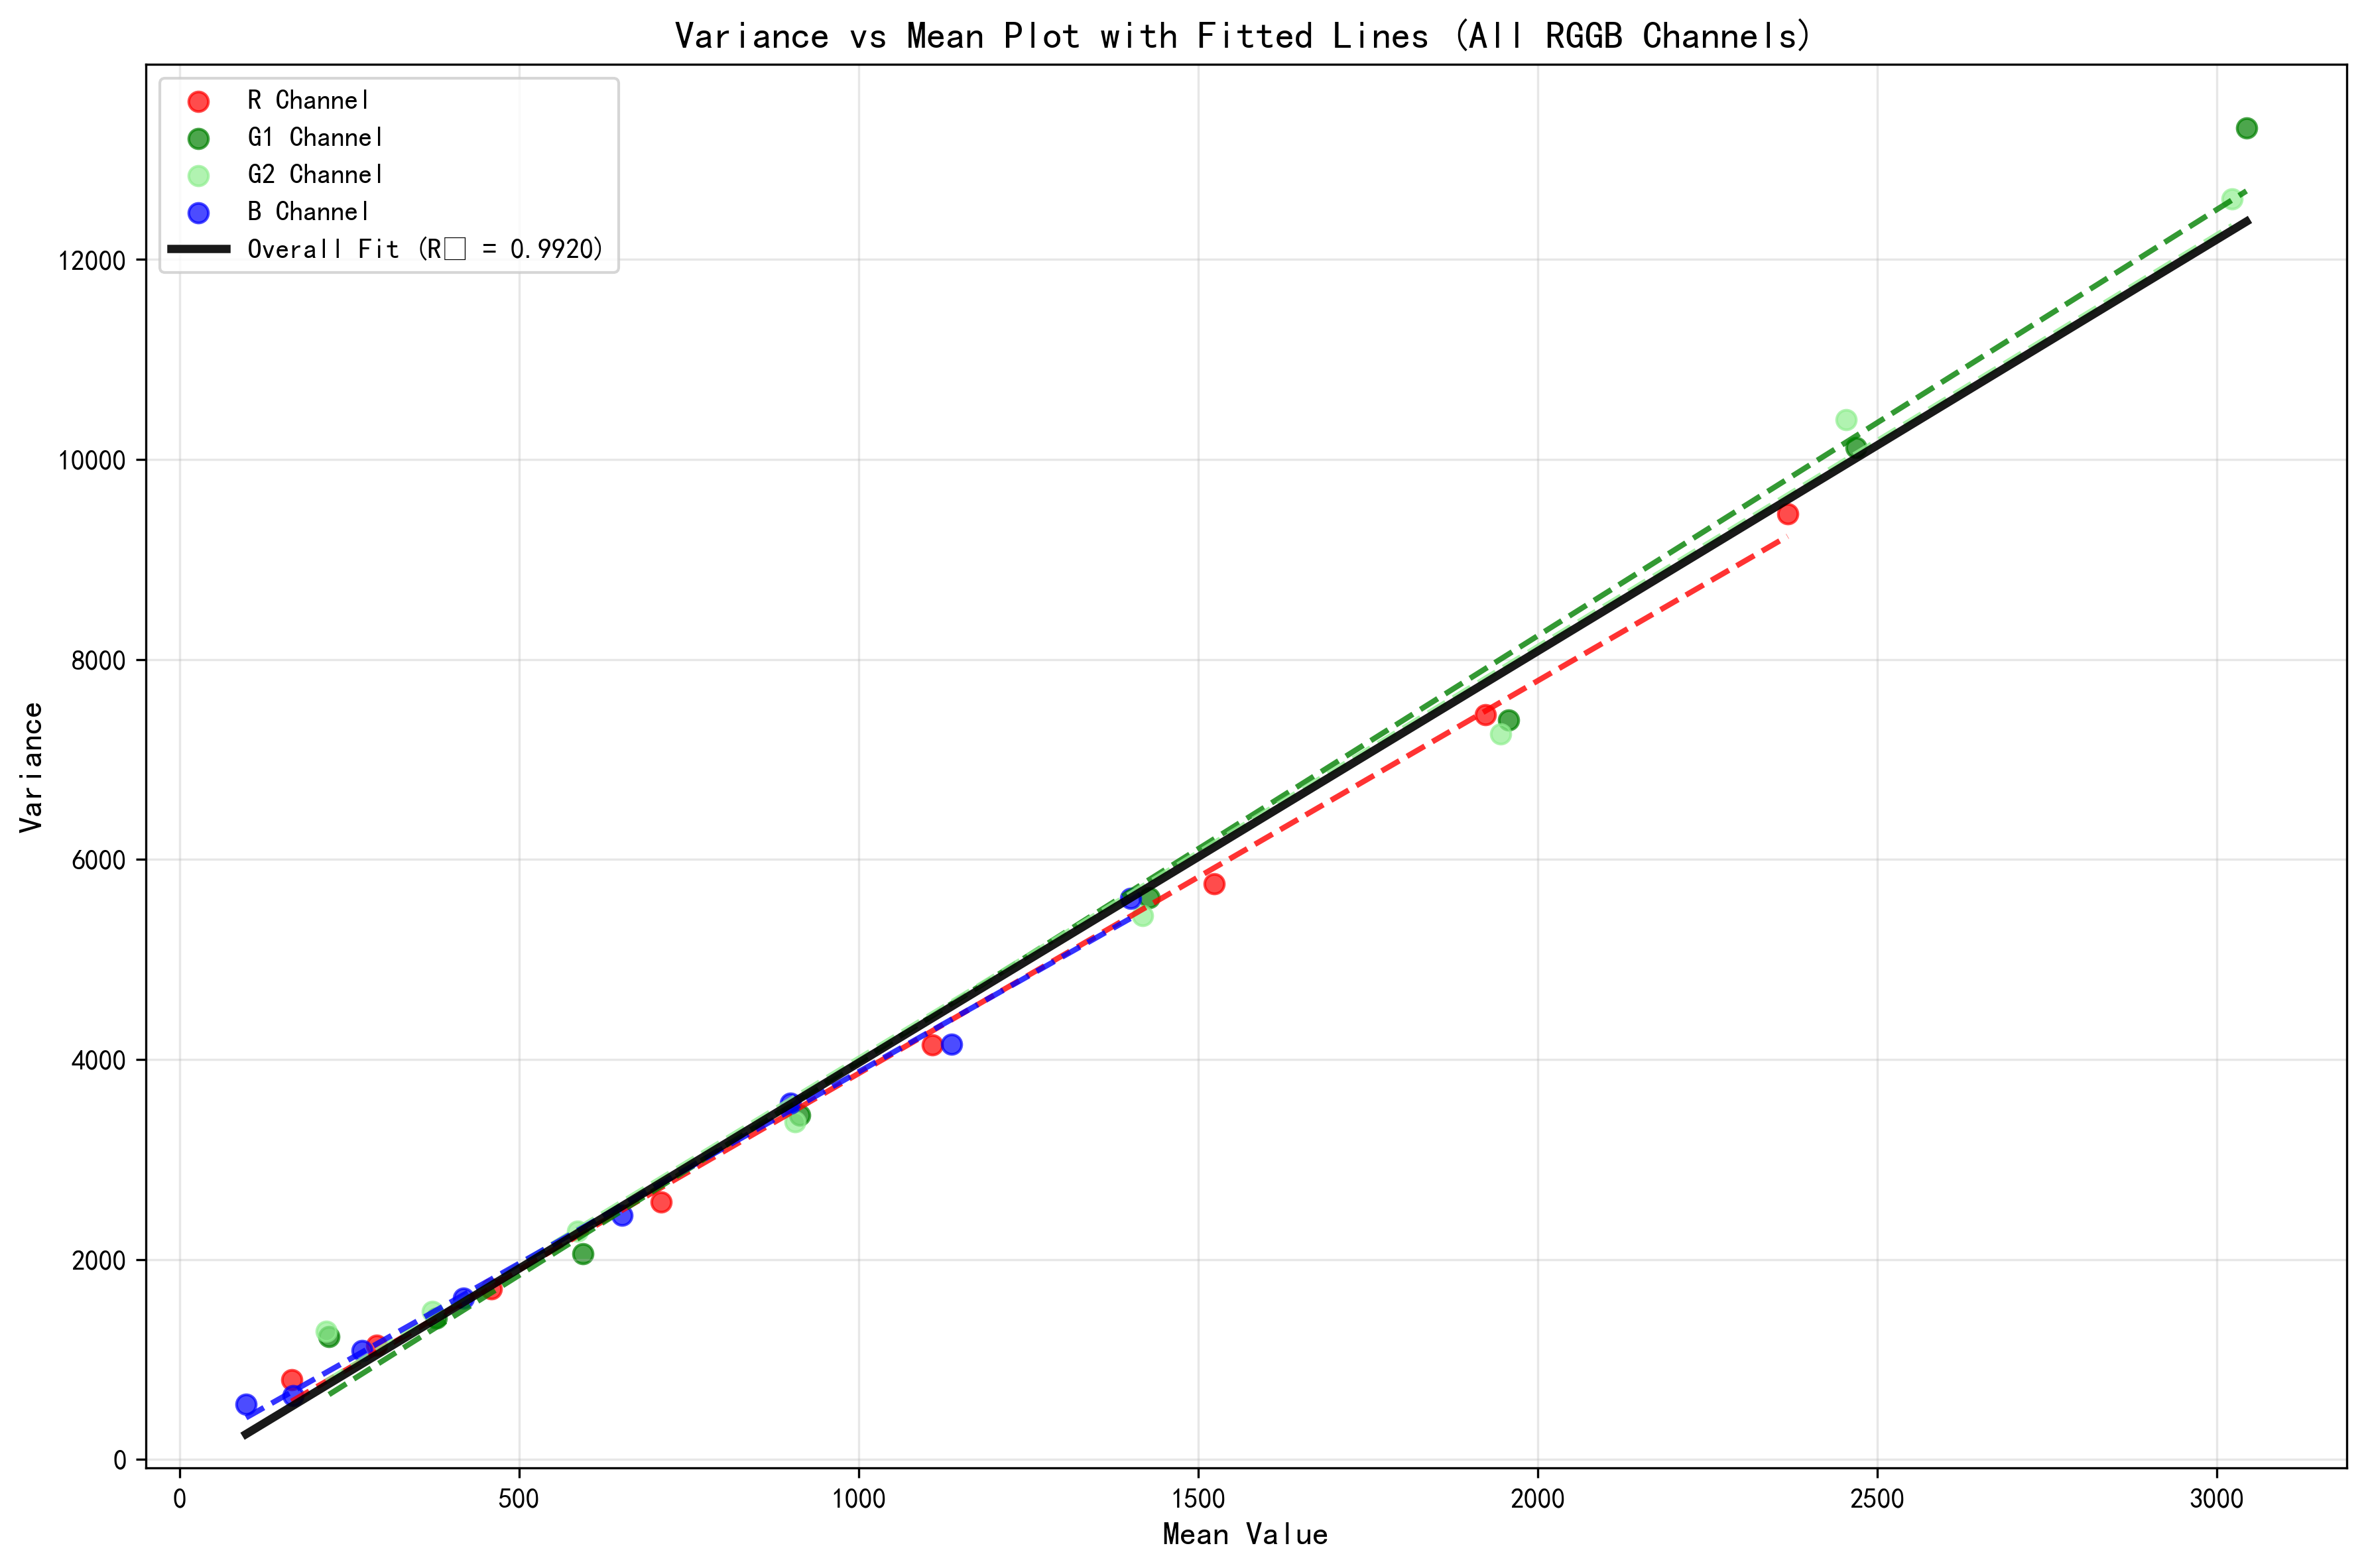 Variance vs Mean Plot with Fitted Lines (All RGGB Channels)
R Channel
G1 Channel
G2 Channel
B Channel
Overall Fit (R□ = 0.9920)
12000
10000
8000
6000
4000
2000
0
Variance
0 500 1000 1500 2000 2500 3000
Mean Value